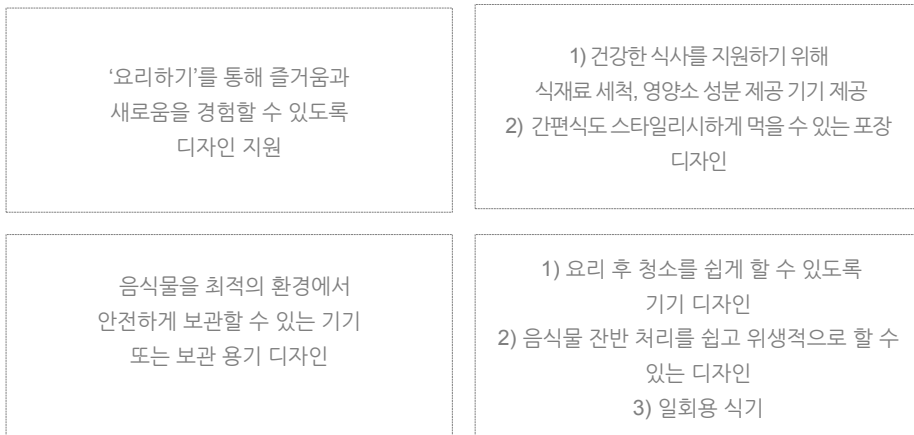 ‘요리하기’를 통해 즐거움과
새로움을 경험할 수 있도록
디자인 지원
1) 건강한 식사를 지원하기 위해
식재료 세척, 영양소 성분 제공 기기 제공
2) 간편식도 스타일리시하게 먹을 수 있는 포장
디자인
음식물을 최적의 환경에서
안전하게 보관할 수 있는 기기
또는 보관 용기 디자인
1) 요리 후 청소를 쉽게 할 수 있도록
기기 디자인
2) 음식물 잔반 처리를 쉽고 위생적으로 할 수
있는 디자인
3) 일회용 식기